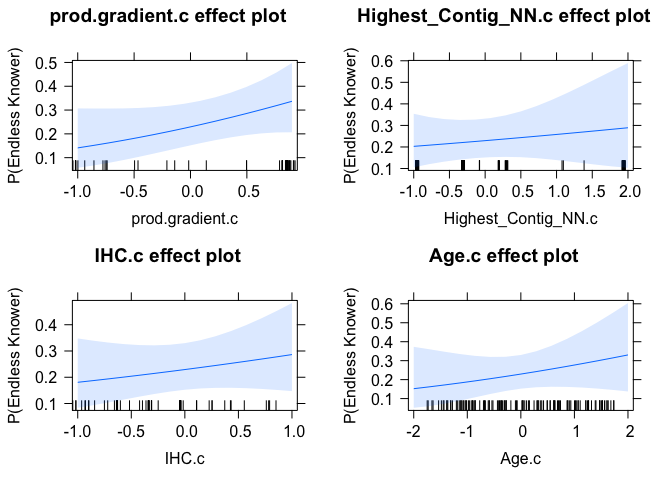 prod.gradient.c effect plot
P(Endless Knower)
0.5
0.4
0.3
0.2
0.1
-1.0 -0.5 0.0 0.5
prod.gradient.c
Highest_Contig_NN.c effect plot
P(Endless Knower)
0.6
0.5
0.4
0.3
0.2
0.1
-1.0 -0.5 0.0 0.5 1.0 1.5 2.0
Highest_Contig_NN.c
IHC.c effect plot
P(Endless Knower)
0.4
0.3
0.2
0.1
-1.0 -0.5 0.0 0.5 1.0
IHC.c
Age.c effect plot
P(Endless Knower)
0.6
0.5
0.4
0.3
0.2
0.1
-2 -1 0 1 2
Age.c